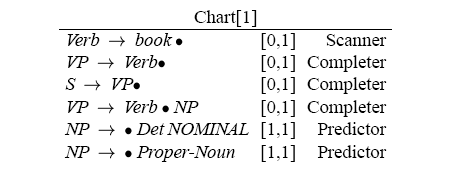 Chart[1]
Verb → book • [0,1] Scanner
VP → Verb• [0,1] Completer
S → VP• [0,1] Completer
VP → Verb • NP [0,1] Completer
NP → • Det NOMINAL [1,1] Predictor
NP → • Proper-Noun [1,1] Predictor